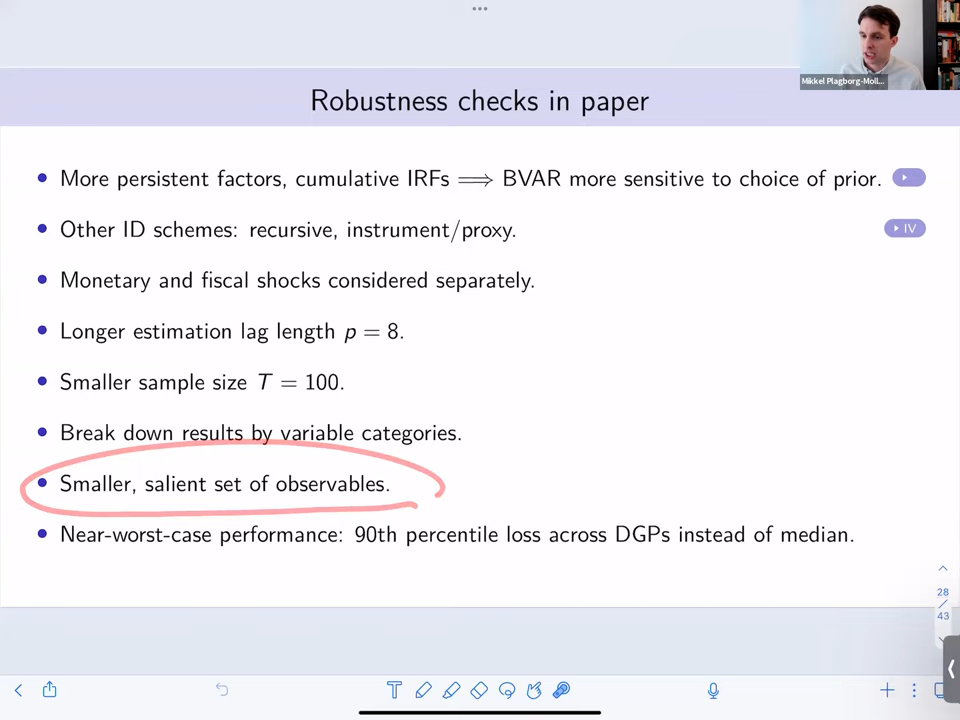 Mikkel Plagborg-Moll...
Robustness checks in paper
More persistent factors, cumulative IRFs ⟹ BVAR more sensitive to choice of prior.
Other ID schemes: recursive, instrument/proxy. IV
Monetary and fiscal shocks considered separately.
Longer estimation lag length p = 8.
Smaller sample size T = 100.
Break down results by variable categories.
Smaller, salient set of observables.
Near-worst-case performance: 90th percentile loss across DGPs instead of median.
28
/
43